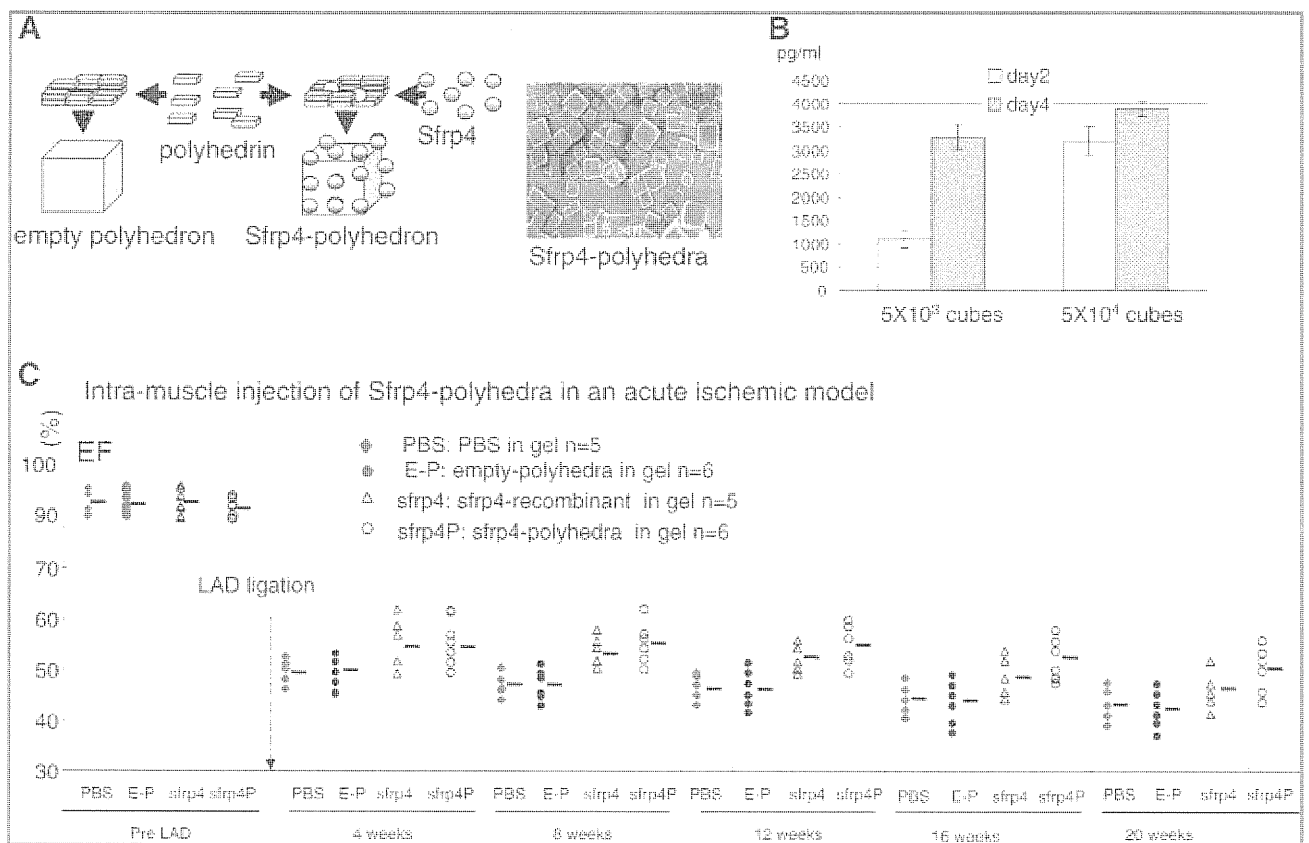 A
polyhedrin
Sfrp4
empty polyhedron
Sfrp4-polyhedron
Sfrp4-polyhedra
B
pg/ml
day2
day4
4500
4000
3500
3000
2500
2000
1500
1000
500
0
5X10³ cubes
5X10⁴ cubes
C
Intra-muscle injection of Sfrp4-polyhedra in an acute ischemic model
(%)
EF
PBS: PBS in gel n=5
E-P: empty-polyhedra in gel n=6
sfrp4: sfrp4-recombinant in gel n=5
sfrp4P: sfrp4-polyhedra in gel n=6
100
90
70
60
50
40
30
LAD ligation
PBS E-P sfrp4 sfrp4P PBS E-P sfrp4 sfrp4P PBS E-P sfrp4 sfrp4P PBS E-P sfrp4 sfrp4P PBS E-P sfrp4 sfrp4P PBS E-P sfrp4 sfrp4P
Pre LAD 4 weeks 8 weeks 12 weeks 16 weeks 20 weeks